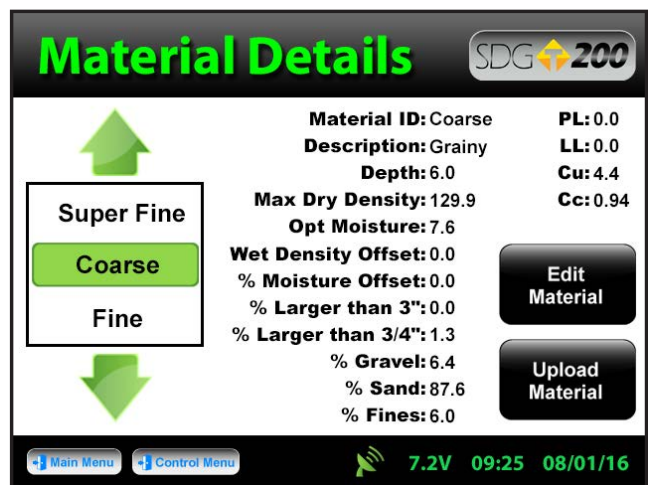 Material Details
SDG 200
Super Fine
Coarse
Fine
Material ID: Coarse
Description: Grainy
Depth: 6.0
Max Dry Density: 129.9
Opt Moisture: 7.6
Wet Density Offset: 0.0
% Moisture Offset: 0.0
% Larger than 3": 0.0
% Larger than 3/4": 1.3
% Gravel: 6.4
% Sand: 87.6
% Fines: 6.0
PL: 0.0
LL: 0.0
Cu: 4.4
Cc: 0.94
Edit
Material
Upload
Material
Main Menu
Control Menu
7.2V 09:25 08/01/16